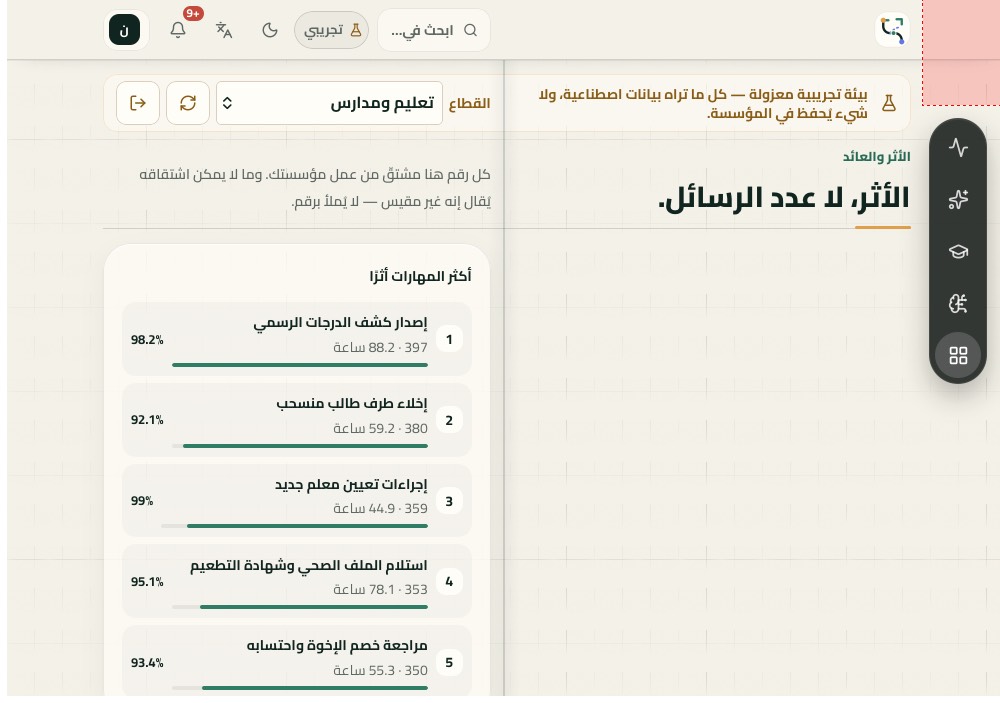 ابحث في...
تجريبي
9+
ن
بيئة تجريبية معزولة — كل ما تراه بيانات اصطناعية، ولا
شيء يُحفظ في المؤسسة.
القطاع
تعليم ومدارس
الأثر والعائد
الأثر، لا عدد الرسائل.
كل رقم هنا مشتقّ من عمل مؤسستك. وما لا يمكن اشتقاقه
يُقال إنه غير مقيس — لا يُملأ برقم.
أكثر المهارات أثرًا
1
إصدار كشف الدرجات الرسمي
397 · 88.2 ساعة
98.2%
2
إخلاء طرف طالب منسحب
380 · 59.2 ساعة
92.1%
3
إجراءات تعيين معلم جديد
359 · 44.9 ساعة
99%
4
استلام الملف الصحي وشهادة التطعيم
353 · 78.1 ساعة
95.1%
5
مراجعة خصم الإخوة واحتسابه
350 · 55.3 ساعة
93.4%